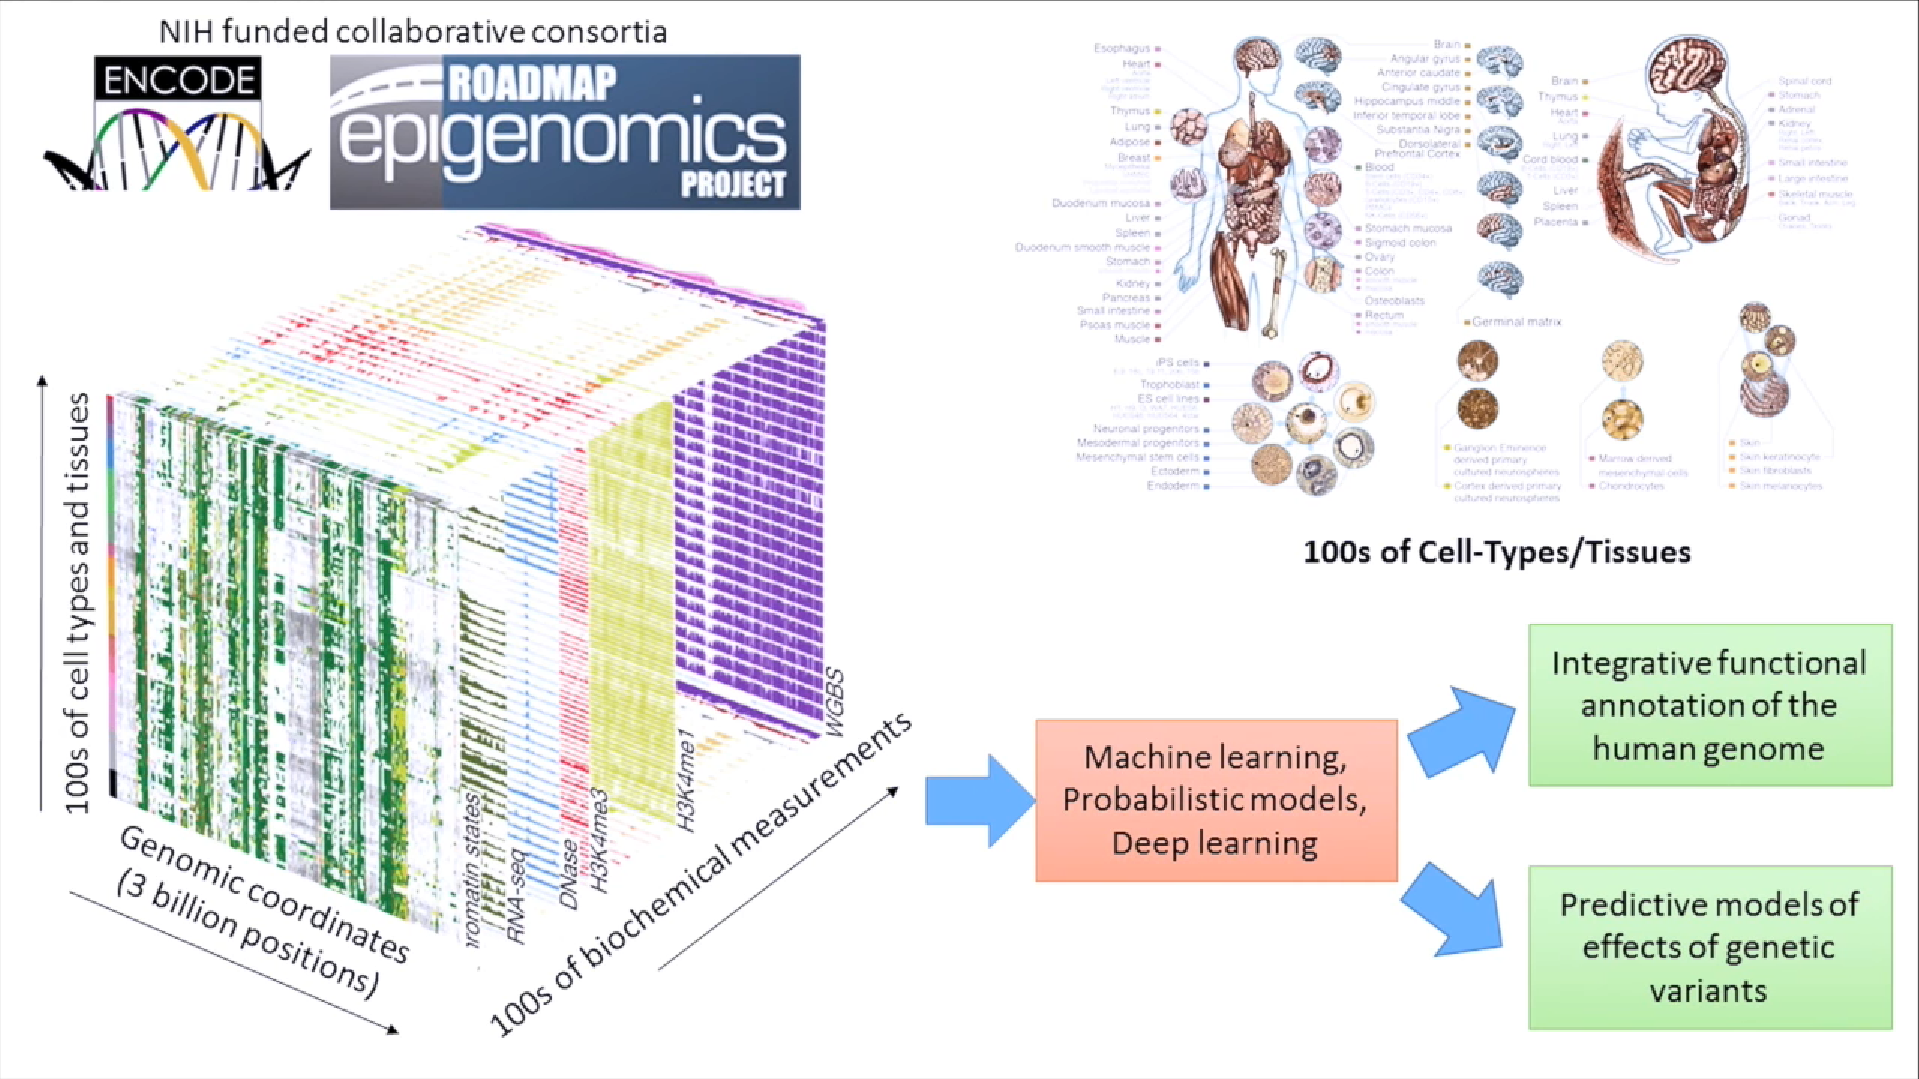 NIH funded collaborative consortia
ENCODE
ROADMAP
epigenomics
PROJECT
100s of cell types and tissues
Genomic coordinates
(3 billion positions)
100s of biochemical measurements
romatin states
RNA-seq
DNase
H3K4me3
H3K4me1
WGBS
Esophagus
Heart
Thymus
Lung
Adipose
Breast
Duodenum mucosa
Liver
Spleen
Duodenum smooth muscle
Stomach
Kidney
Pancreas
Small intestine
Psoas muscle
Muscle
Brain
Angular gyrus
Anterior caudate
Cingulate gyrus
Hippocampus middle
Inferior temporal lobe
Substantia Nigra
Dorsolateral
Prefrontal Cortex
Blood
Stomach mucosa
Sigmoid colon
Ovary
Colon
Osteoblasts
Rectum
Germinal matrix
Brain
Thymus
Heart
Lung
Cord blood
Liver
Spleen
Placenta
Spinal cord
Stomach
Adrenal
Kidney
Small intestine
Large intestine
Skeletal muscle
Gonad
iPS cells
Trophoblast
ES cell lines
Neuronal progenitors
Mesodermal progenitors
Mesenchymal stem cells
Ectoderm
Endoderm
Ganglion Eminence
derived primary
cultured neurospheres
Cortex derived primary
cultured neurospheres
Marrow derived
mesenchymal cells
Chondrocytes
Skin
Skin keratinocyte
Skin fibroblasts
Skin melanocytes
100s of Cell-Types/Tissues
Machine learning,
Probabilistic models,
Deep learning
Integrative functional
annotation of the
human genome
Predictive models of
effects of genetic
variants